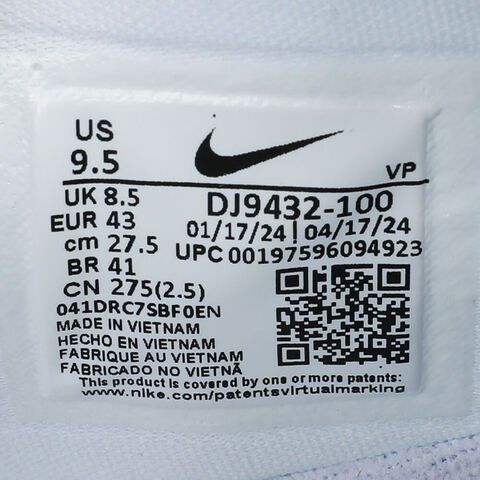 US
9.5
VP
UK 8.5
DJ9432-100
EUR 43
01/17/24 | 04/17/24
cm 27.5
UPC 00197596094923
BR 41
CN 275(2.5)
041DRC7SBF0EN
MADE IN VIETNAM
HECHO EN VIETNAM
FABRIQUE AU VIETNAM
FABRICADO NO VIETNÃ
This product is covered by one or more patents:
www.nike.com/patentsvirtualmarking